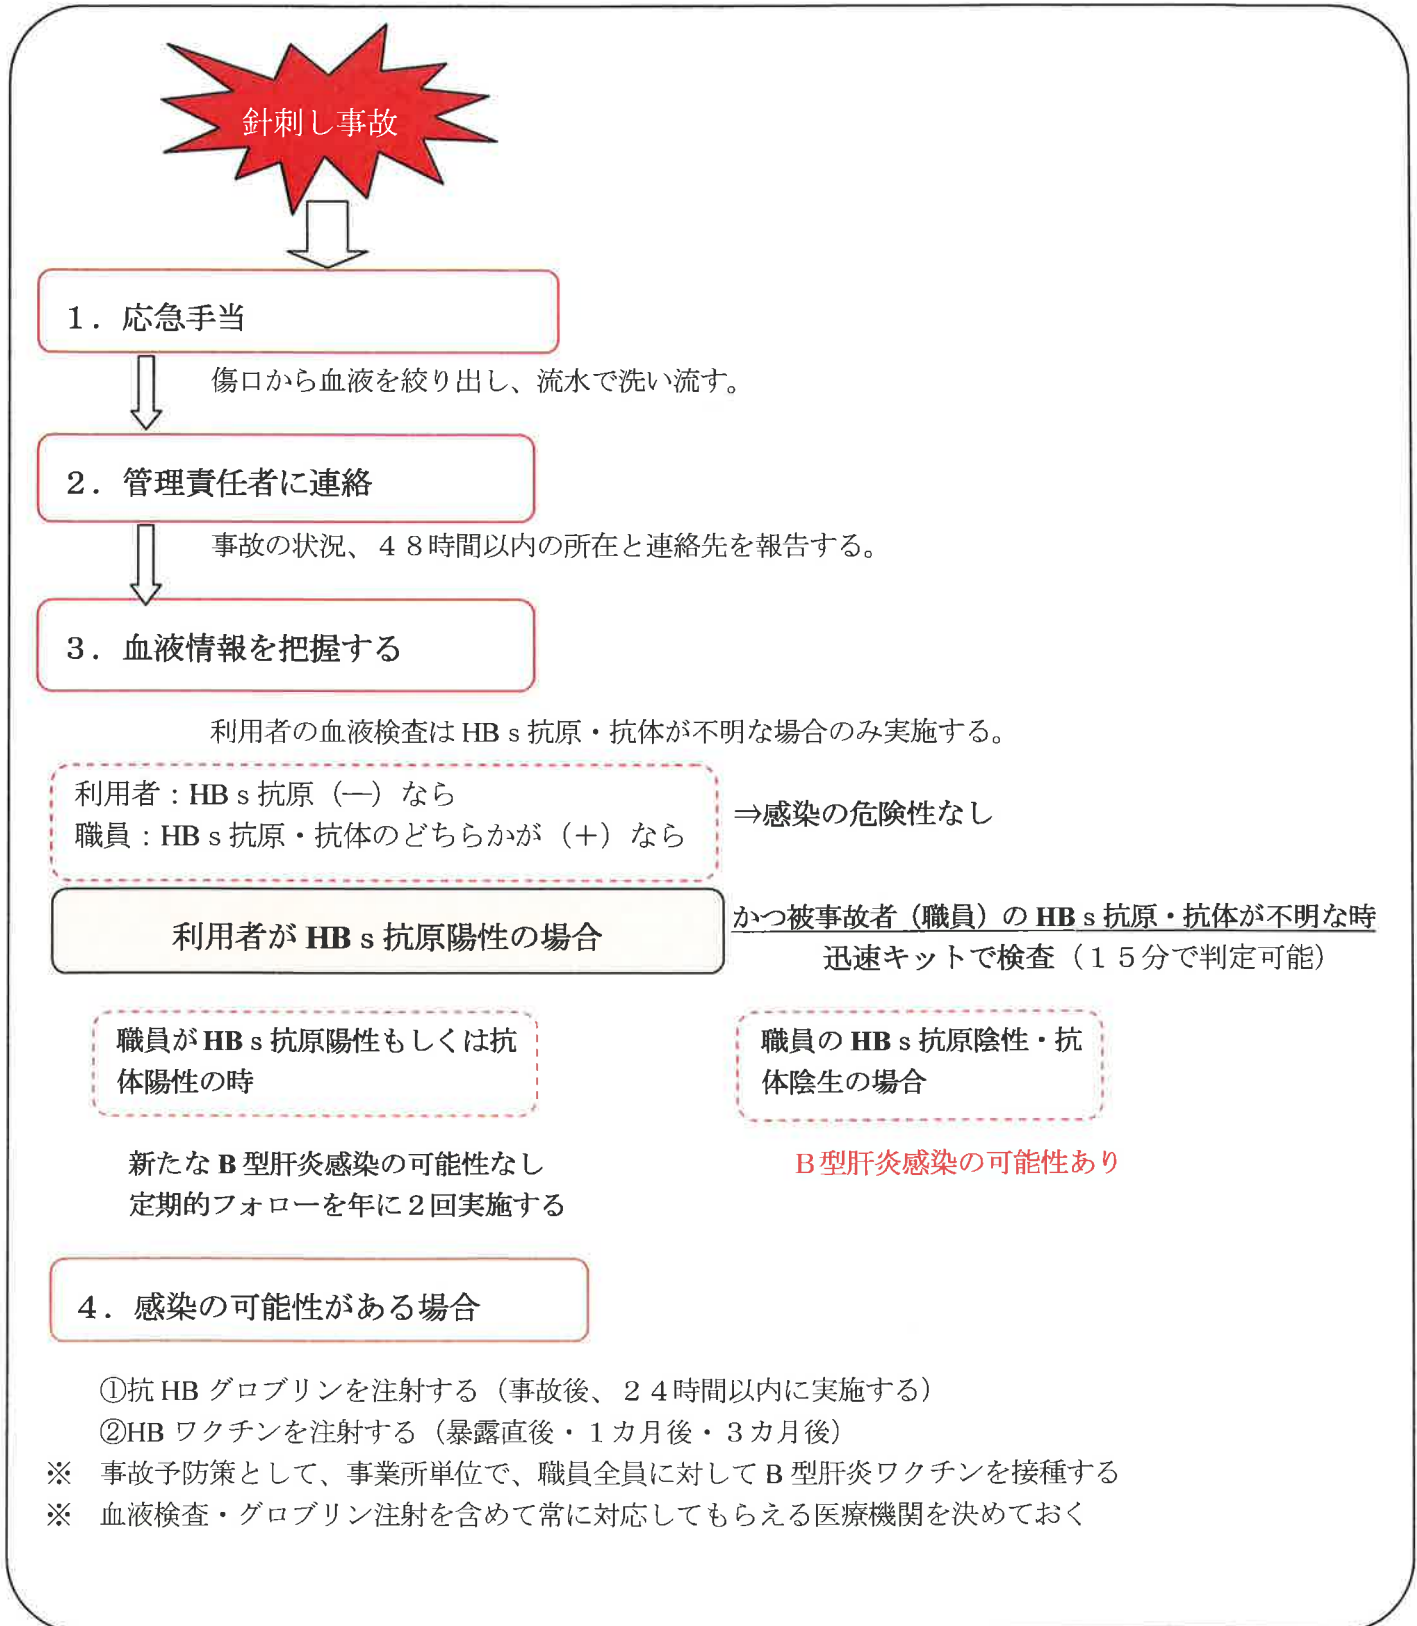 針刺し事故
１．応急手当
傷口から血液を絞り出し、流水で洗い流す。
２．管理責任者に連絡
事故の状況、４８時間以内の所在と連絡先を報告する。
３．血液情報を把握する
利用者の血液検査は HBｓ抗原・抗体が不明な場合のみ実施する。
利用者：HBｓ抗原（―）なら
職員：HBｓ抗原・抗体のどちらかが（＋）なら
⇒感染の危険性なし
利用者が HBｓ抗原陽性の場合
かつ被事故者（職員）の HBｓ抗原・抗体が不明な時
迅速キットで検査（１５分で判定可能）
職員が HBｓ抗原陽性もしくは抗
体陽性の時
職員の HBｓ抗原陰性・抗
体陰生の場合
新たな B 型肝炎感染の可能性なし
定期的フォローを年に２回実施する
Ｂ型肝炎感染の可能性あり
４．感染の可能性がある場合
①抗 HB グロブリンを注射する（事故後、２４時間以内に実施する）
②HB ワクチンを注射する（暴露直後・１カ月後・３カ月後）
※　事故予防策として、事業所単位で、職員全員に対して B 型肝炎ワクチンを接種する
※　血液検査・グロブリン注射を含めて常に対応してもらえる医療機関を決めておく